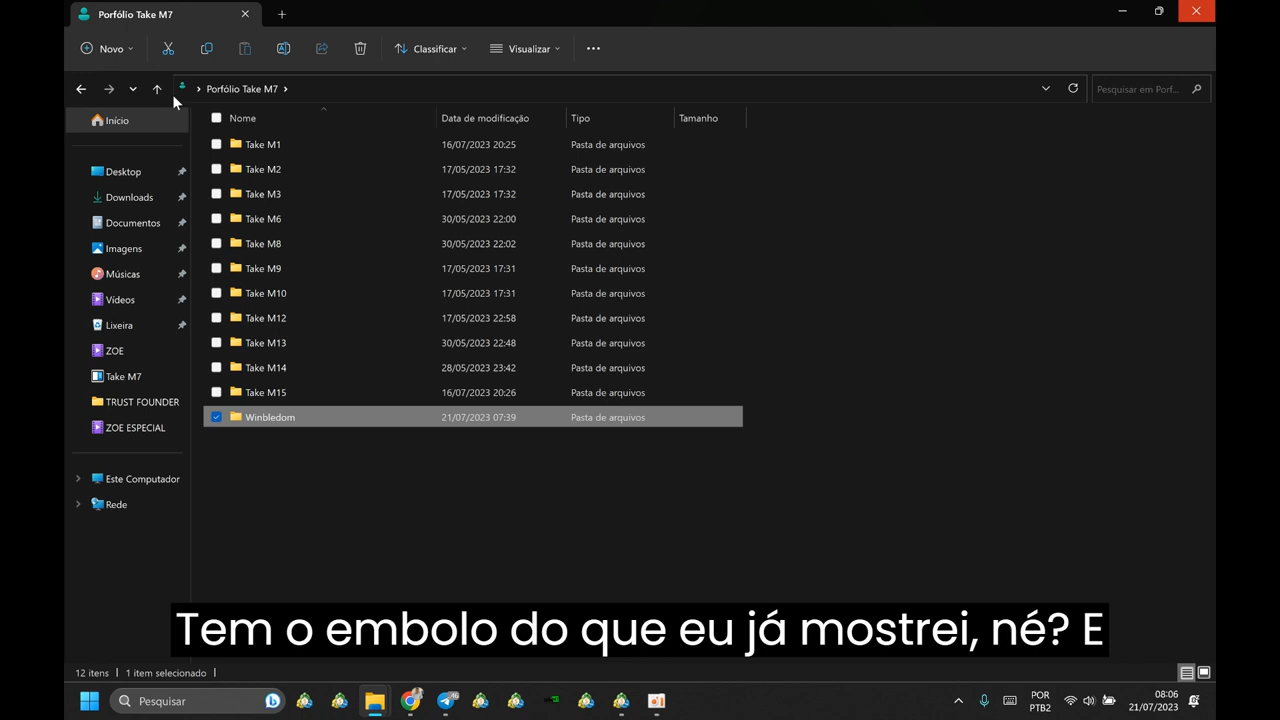 Porfólio Take M7
Novo
Classificar
Visualizar
Porfólio Take M7
Pesquisar em Porf...
Início
Desktop
Downloads
Documentos
Imagens
Músicas
Vídeos
Lixeira
ZOE
Take M7
TRUST FOUNDER
ZOE ESPECIAL
Este Computador
Rede
Nome Data de modificação Tipo Tamanho
Take M1 16/07/2023 20:25 Pasta de arquivos
Take M2 17/05/2023 17:32 Pasta de arquivos
Take M3 17/05/2023 17:32 Pasta de arquivos
Take M6 30/05/2023 22:00 Pasta de arquivos
Take M8 30/05/2023 22:02 Pasta de arquivos
Take M9 17/05/2023 17:31 Pasta de arquivos
Take M10 17/05/2023 17:31 Pasta de arquivos
Take M12 17/05/2023 22:58 Pasta de arquivos
Take M13 30/05/2023 22:48 Pasta de arquivos
Take M14 28/05/2023 23:42 Pasta de arquivos
Take M15 16/07/2023 20:26 Pasta de arquivos
Winbledom 21/07/2023 07:39 Pasta de arquivos
Tem o embolo do que eu já mostrei, né? E
12 itens 1 item selecionado
Pesquisar
POR
PTB2
08:06
21/07/2023